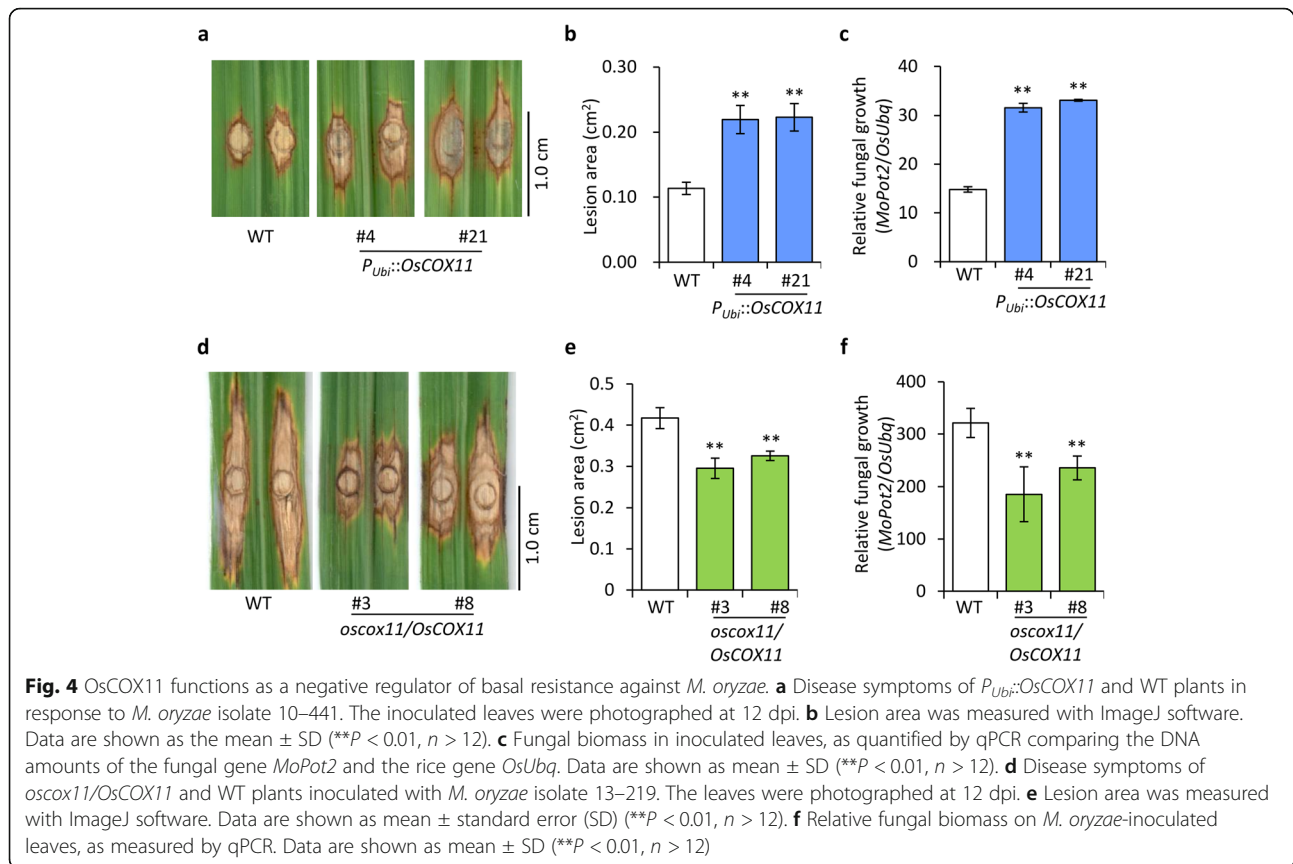 a
WT
#4
#21
P_Ubi::OsCOX11
1.0 cm
b
Lesion area (cm²)
0.30
0.20
0.10
0.00
**
**
WT
#4
#21
P_Ubi::OsCOX11
c
Relative fungal growth
(MoPot2/OsUbq)
40
30
20
10
0
**
**
WT
#4
#21
P_Ubi::OsCOX11
d
WT
#3
#8
oscox11/OsCOX11
1.0 cm
e
Lesion area (cm²)
0.5
0.4
0.3
0.2
0.1
0
**
**
WT
#3
#8
oscox11/
OsCOX11
f
Relative fungal growth
(MoPot2/OsUbq)
400
300
200
100
0
**
**
WT
#3
#8
oscox11/
OsCOX11
Fig. 4 OsCOX11 functions as a negative regulator of basal resistance against M. oryzae. a Disease symptoms of P_Ubi::OsCOX11 and WT plants in
response to M. oryzae isolate 10–441. The inoculated leaves were photographed at 12 dpi. b Lesion area was measured with ImageJ software.
Data are shown as the mean ± SD (**P < 0.01, n > 12). c Fungal biomass in inoculated leaves, as quantified by qPCR comparing the DNA
amounts of the fungal gene MoPot2 and the rice gene OsUbq. Data are shown as mean ± SD (**P < 0.01, n > 12). d Disease symptoms of
oscox11/OsCOX11 and WT plants inoculated with M. oryzae isolate 13–219. The leaves were photographed at 12 dpi. e Lesion area was measured
with ImageJ software. Data are shown as mean ± standard error (SD) (**P < 0.01, n > 12). f Relative fungal biomass on M. oryzae-inoculated
leaves, as measured by qPCR. Data are shown as mean ± SD (**P < 0.01, n > 12)